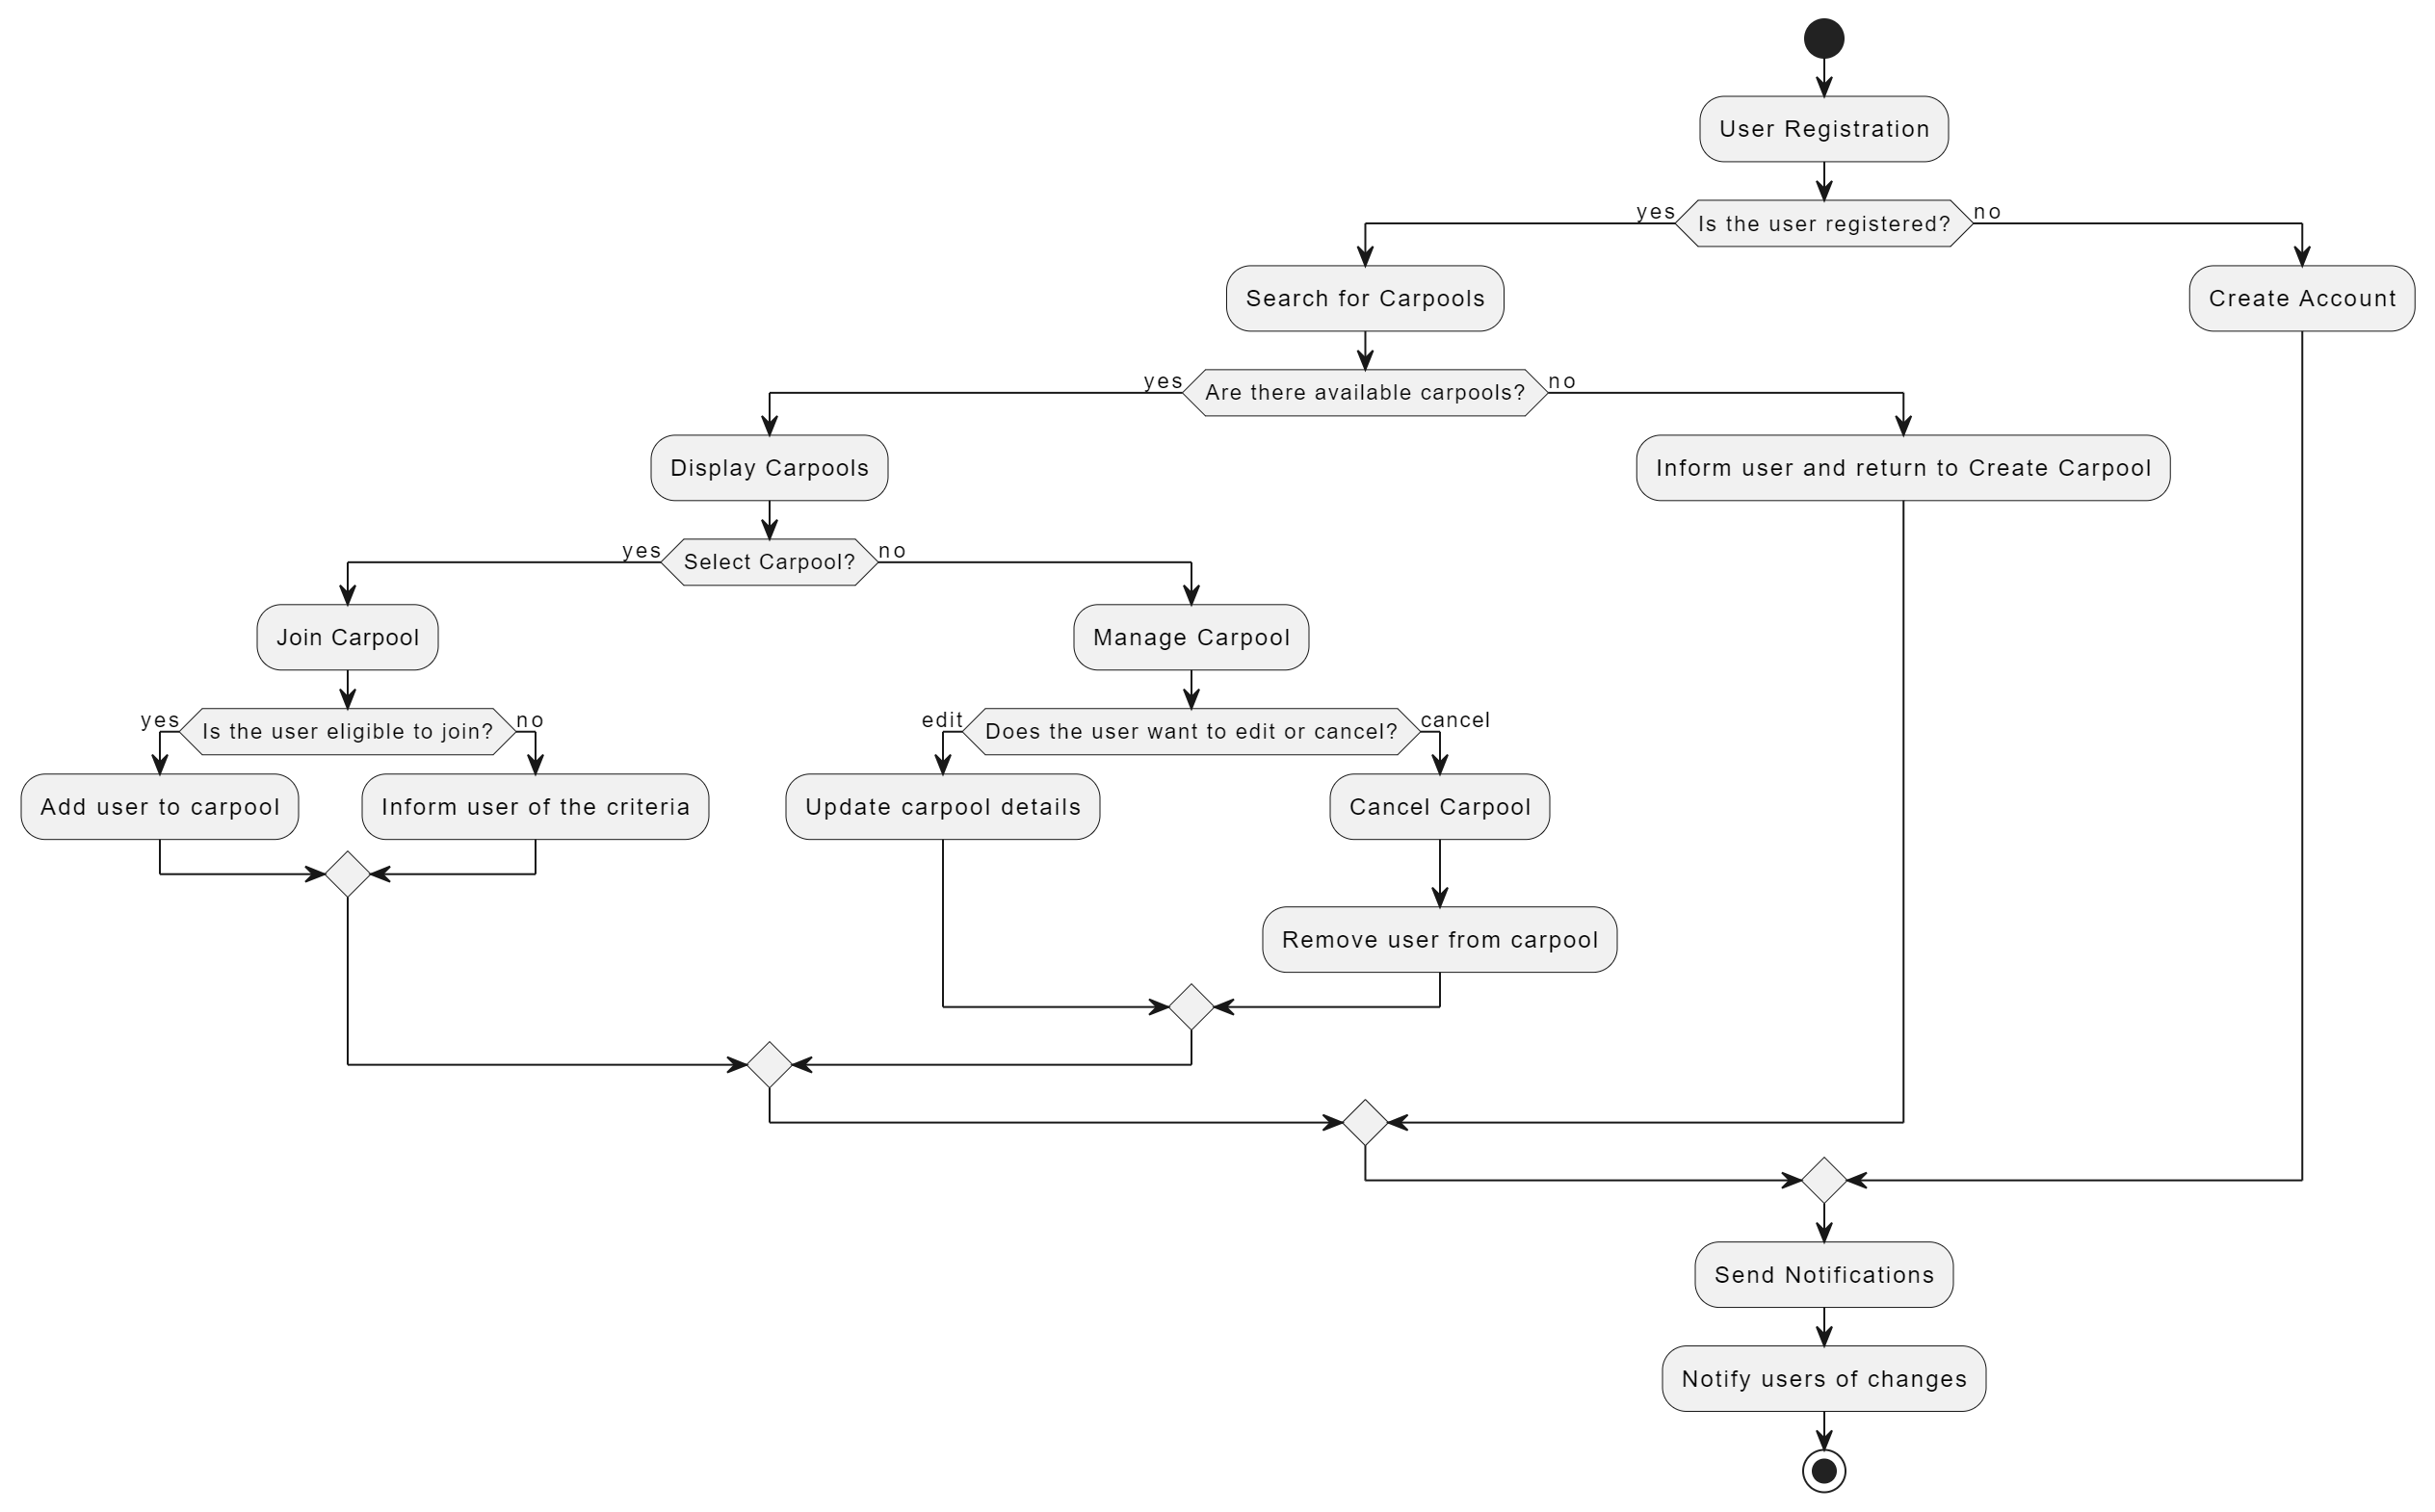 User Registration
yes
Is the user registered?
no
Search for Carpools
Create Account
yes
Are there available carpools?
no
Display Carpools
Inform user and return to Create Carpool
yes
Select Carpool?
no
Join Carpool
Manage Carpool
yes
Is the user eligible to join?
no
edit
Does the user want to edit or cancel?
cancel
Add user to carpool
Inform user of the criteria
Update carpool details
Cancel Carpool
Remove user from carpool
Send Notifications
Notify users of changes